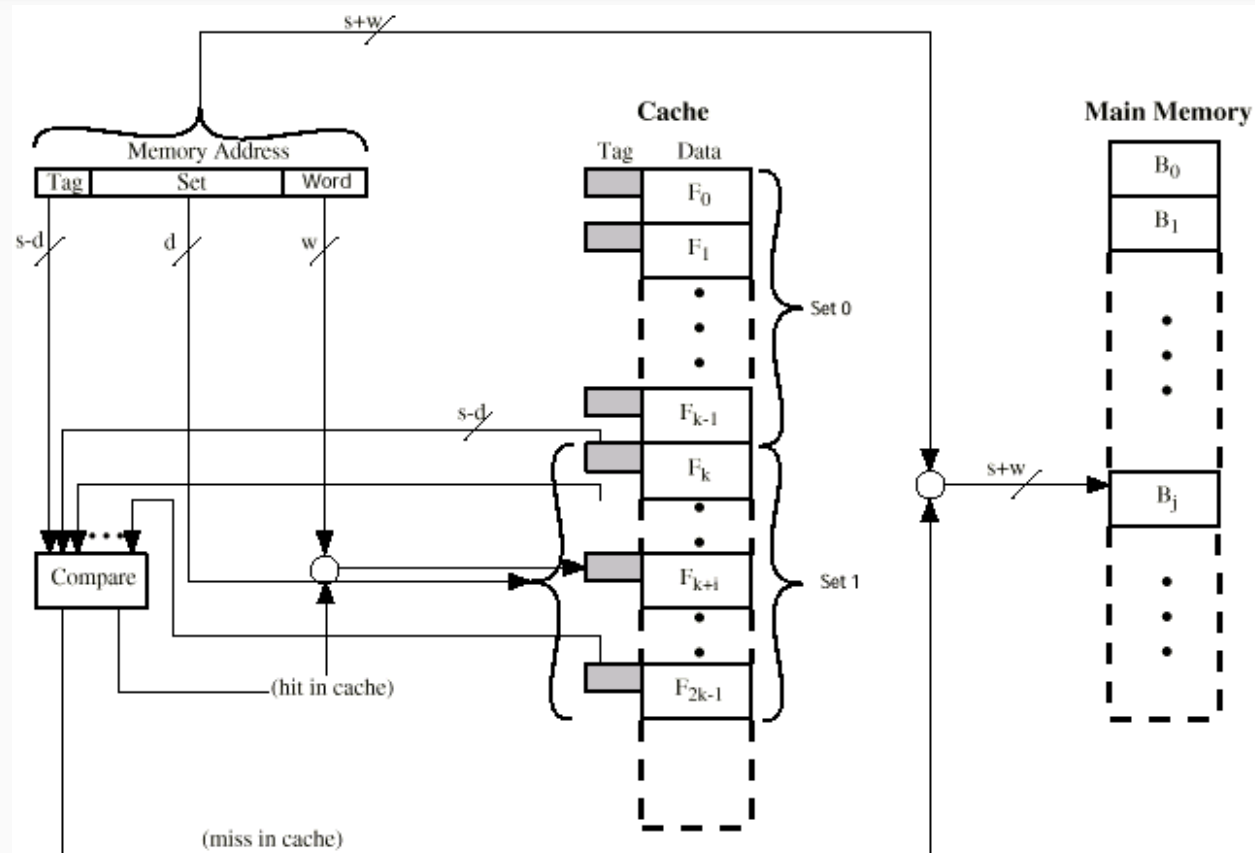 s+w
Cache
Main Memory
Memory Address
Tag Data
Tag Set Word
F0
B0
F1
B1
s-d d w
Set 0
s-d
Fk-1
Fk
s+w
Bj
Compare
Fk+i
Set 1
(hit in cache)
F2k-1
(miss in cache)